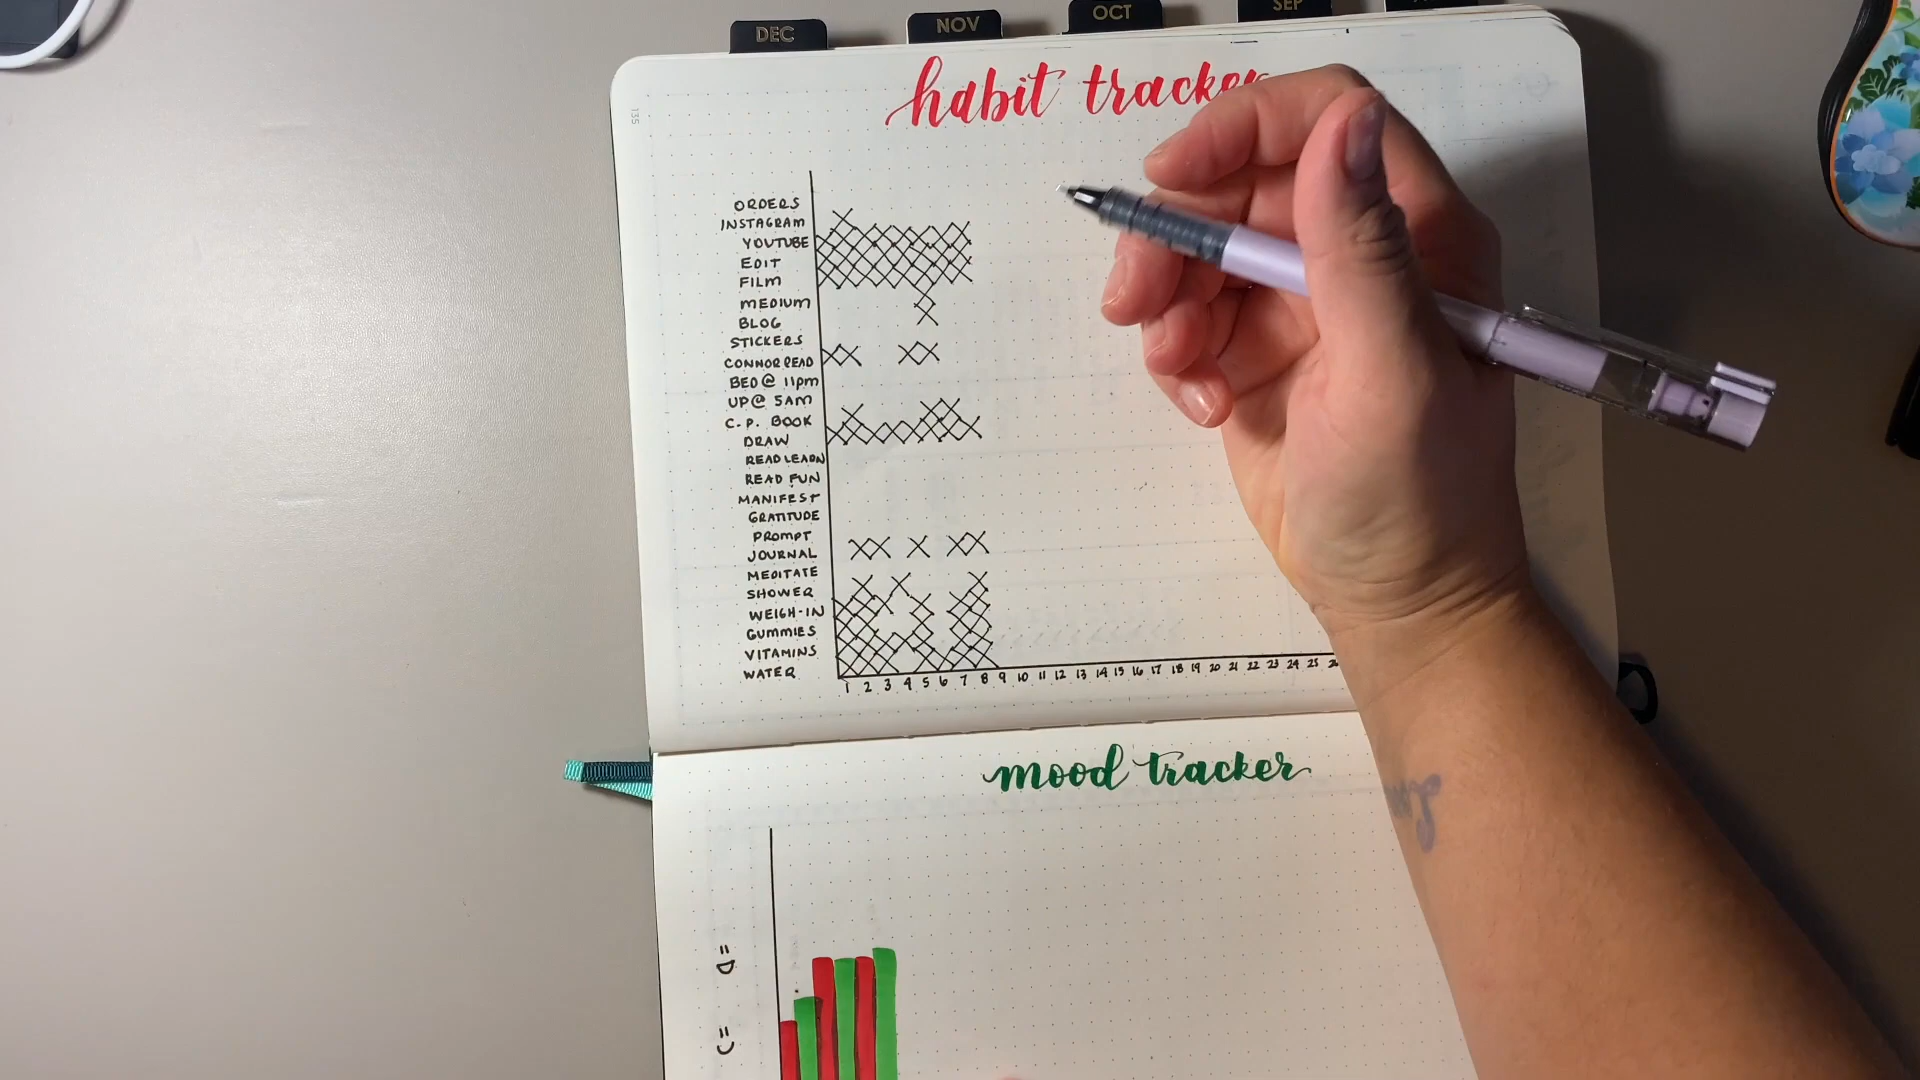 DEC NOV OCT SEP
135
habit tracker
ORDERS
INSTAGRAM
YOUTUBE
EDIT
FILM
MEDIUM
BLOG
STICKERS
CONNOR READ
BED @ 11pm
UP @ 5AM
C.P. BOOK
DRAW
READ LEARN
READ FUN
MANIFEST
GRATITUDE
PROMPT
JOURNAL
MEDITATE
SHOWER
WEIGH-IN
GUMMIES
VITAMINS
WATER
1 2 3 4 5 6 7 8 9 10 11 12 13 14 15 16 17 18 19 20 21 22 23 24 25
mood tracker
=D
=)